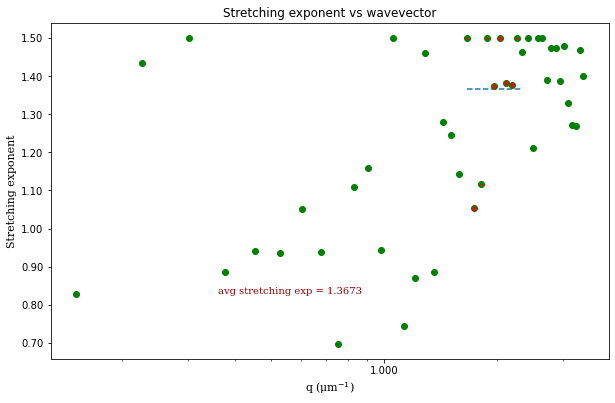 Stretching exponent vs wavevector
1.50
1.40
1.30
1.20
1.10
1.00
0.90
0.80
0.70
Stretching exponent
avg stretching exp = 1.3673
1.000
q (μm⁻¹)